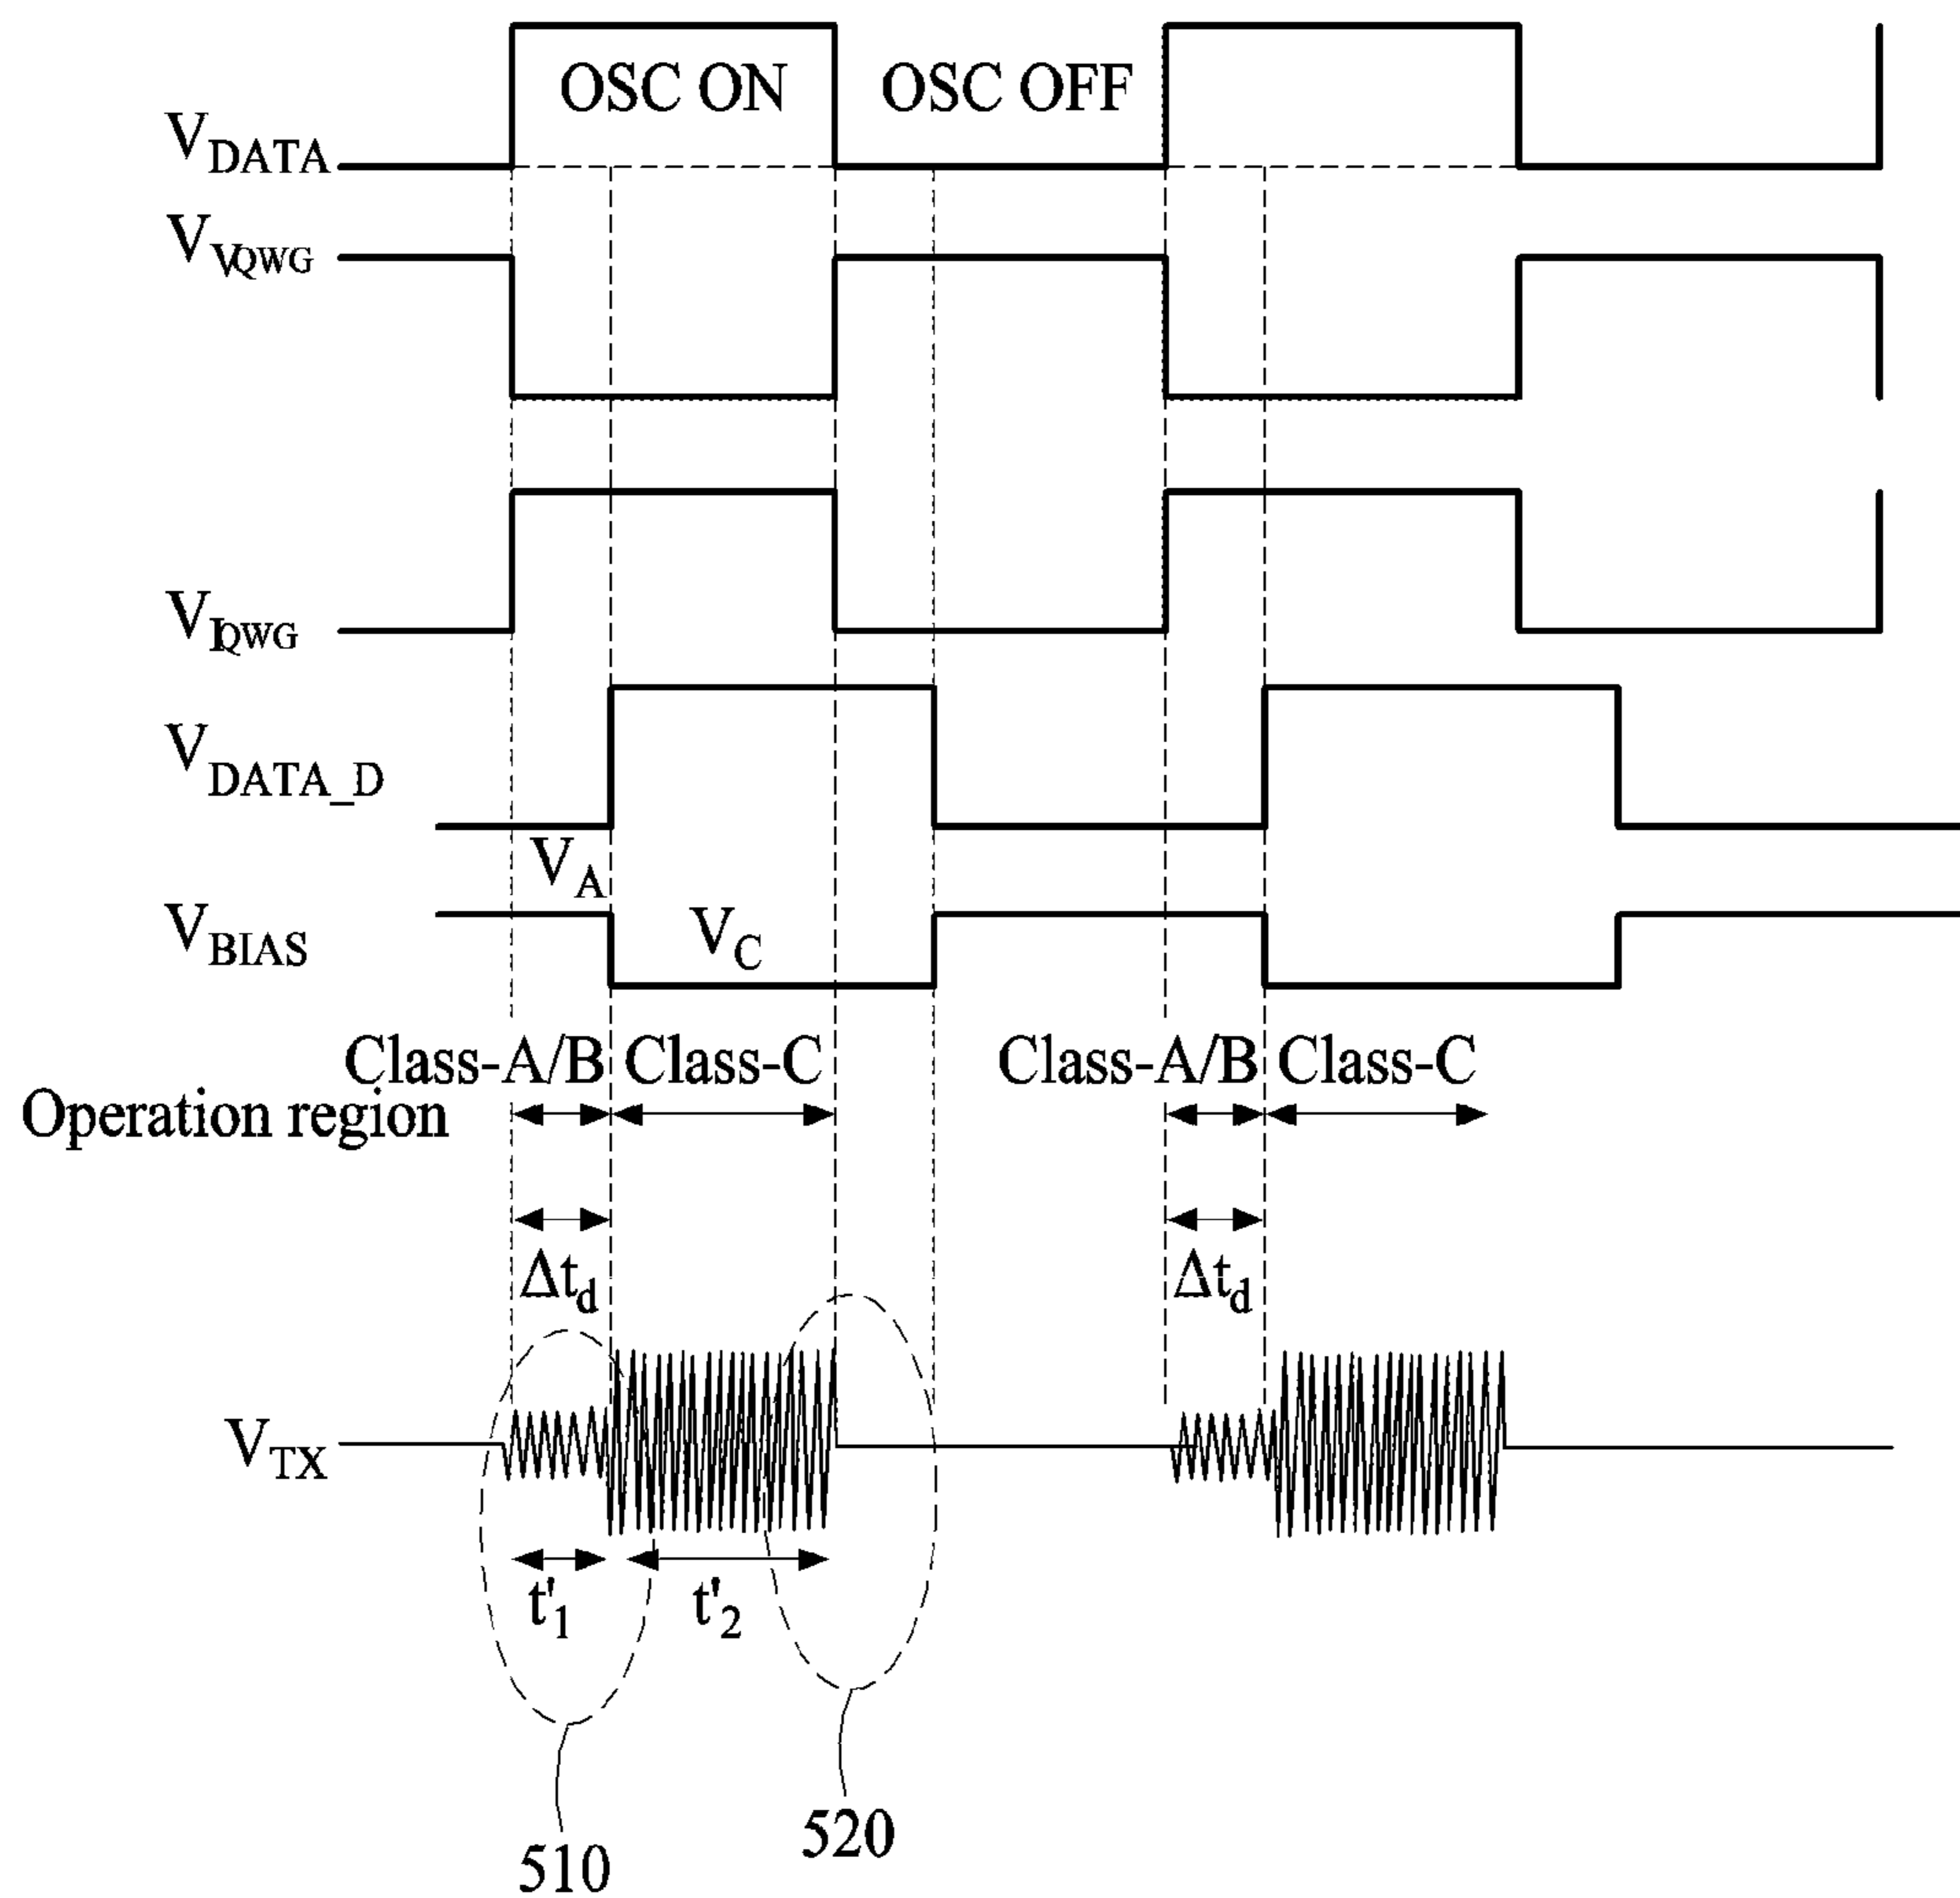 OSC ON OSC OFF
VDATA
VVQWG
VIQWG
VDATA_D
VA
VBIAS
VC
Class-A/B Class-C Class-A/B Class-C
Operation region
Δtd Δtd
VTX
t'1 t'2
510
520